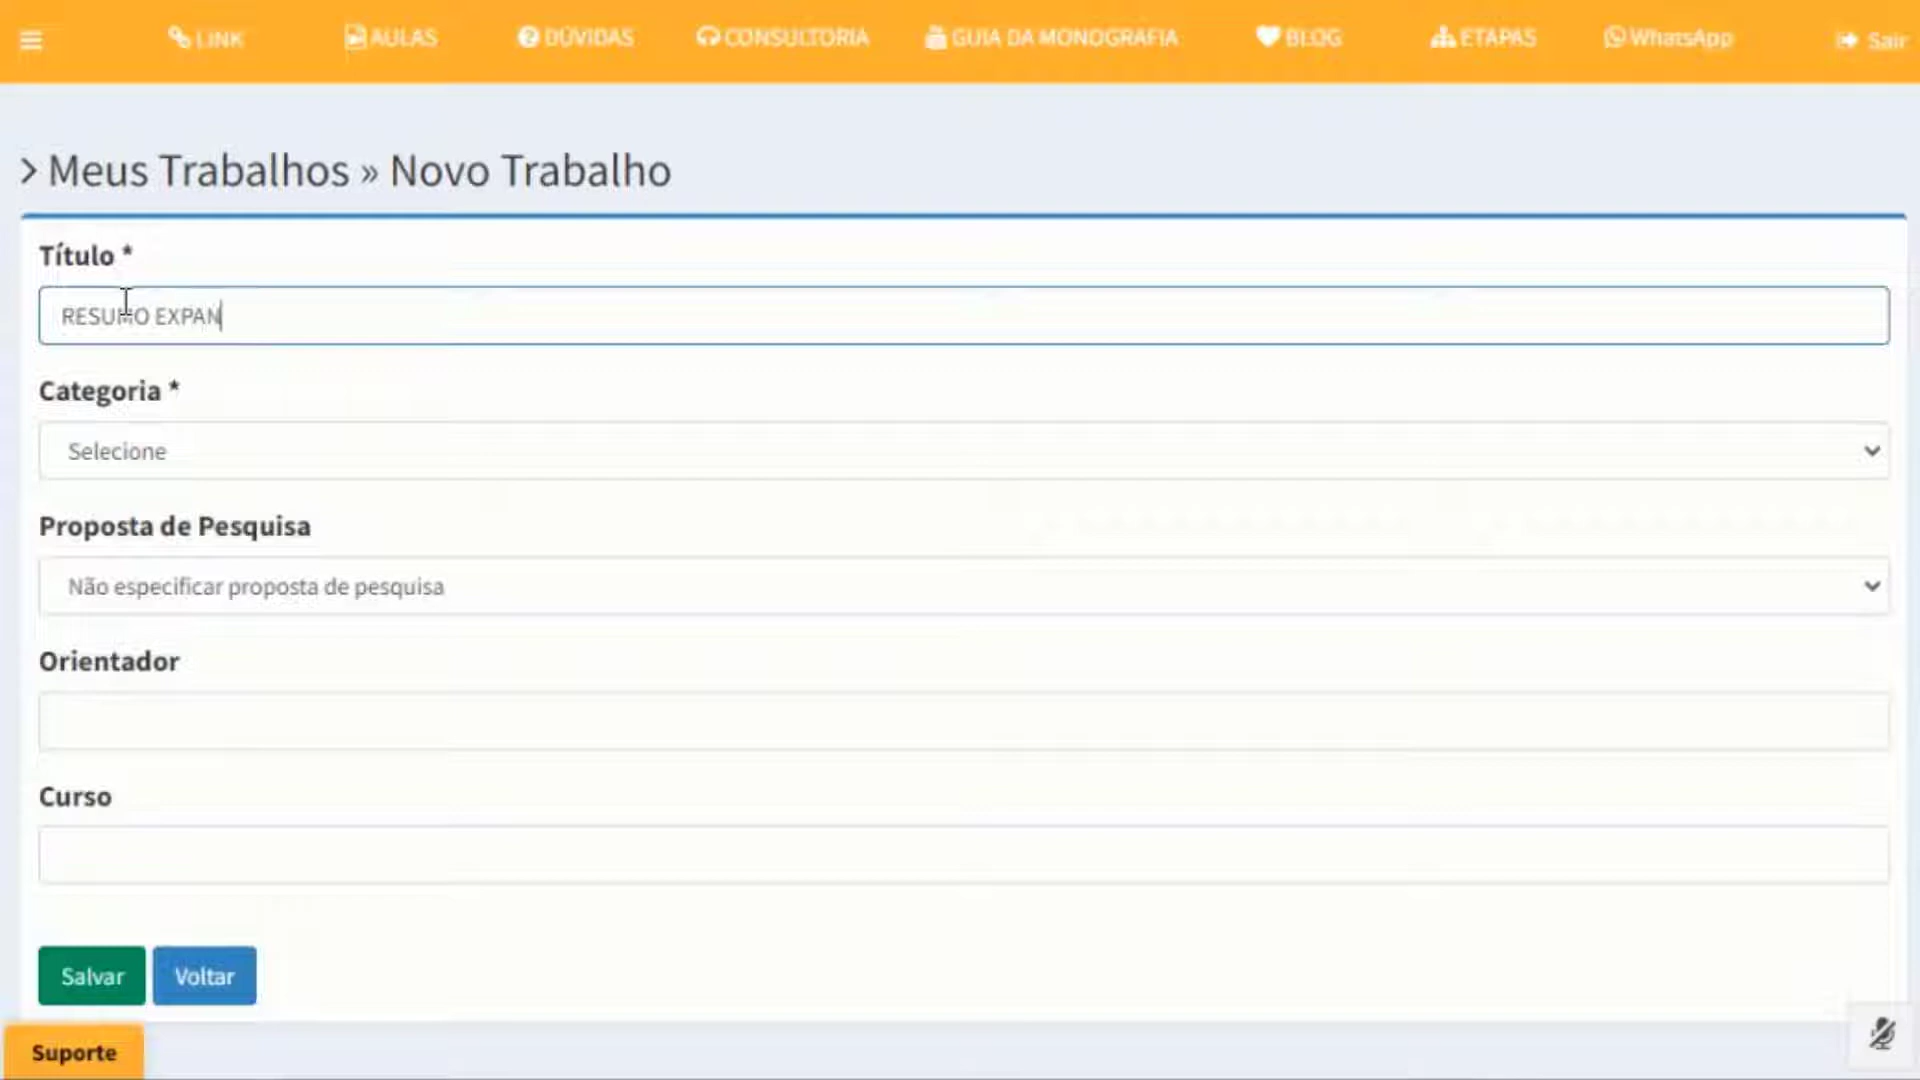 LINK AULAS DÚVIDAS CONSULTORIA GUIA DA MONOGRAFIA BLOG ETAPAS WhatsApp Sair
Meus Trabalhos » Novo Trabalho
Título *
RESUMO EXPAN
Categoria *
Selecione
Proposta de Pesquisa
Não especificar proposta de pesquisa
Orientador
Curso
Salvar Voltar
Suporte